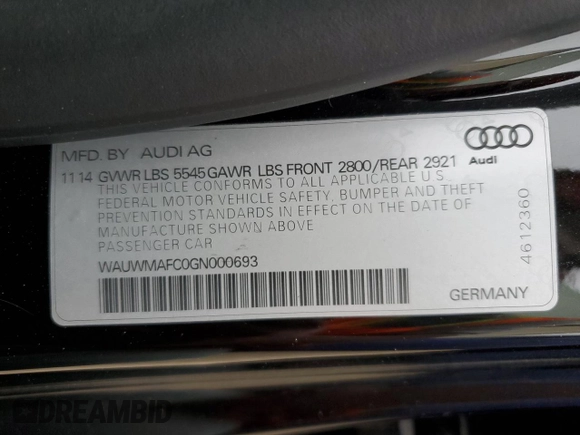 MFD. BY AUDI AG
11 14 GVWR LBS 5545 GAWR LBS FRONT 2800/REAR 2921
THIS VEHICLE CONFORMS TO ALL APPLICABLE U S
FEDERAL MOTOR VEHICLE SAFETY, BUMPER AND THEFT
PREVENTION STANDARDS IN EFFECT ON THE DATE OF
MANUFACTURE SHOWN ABOVE
PASSENGER CAR
WAUWMAFC0GN000693
Audi
4612360
GERMANY
DREAMBID